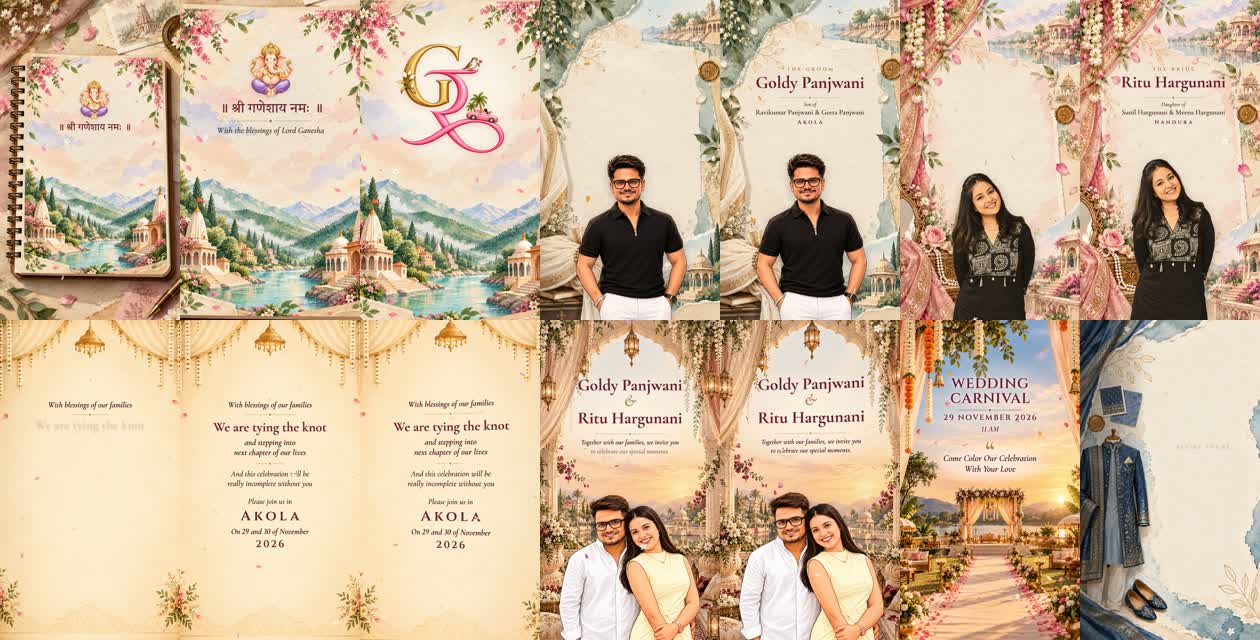 ॥ श्री गणेशाय नमः ॥
॥ श्री गणेशाय नमः ॥
With the blessings of Lord Ganesha
GR
THE GROOM
Goldy Panjwani
Son of
Ravikumar Panjwani & Geeta Panjwani
AKOLA
THE BRIDE
Ritu Hargunani
Daughter of
Sunil Hargunani & Meena Hargunani
NANDURA
With blessings of our families
We are tying the knot
With blessings of our families
We are tying the knot
and stepping into
next chapter of our lives
And this celebration will be
really incomplete without you
Please join us in
AKOLA
On 29 and 30 of November
2026
With blessings of our families
We are tying the knot
and stepping into
next chapter of our lives
And this celebration will be
really incomplete without you
Please join us in
AKOLA
On 29 and 30 of November
2026
Goldy Panjwani
&
Ritu Hargunani
Together with our families, we invite you
to celebrate our special moments.
Goldy Panjwani
&
Ritu Hargunani
Together with our families, we invite you
to celebrate our special moments.
WEDDING
CARNIVAL
29 NOVEMBER 2026
11 AM
“
Come Color Our Celebration
With Your Love